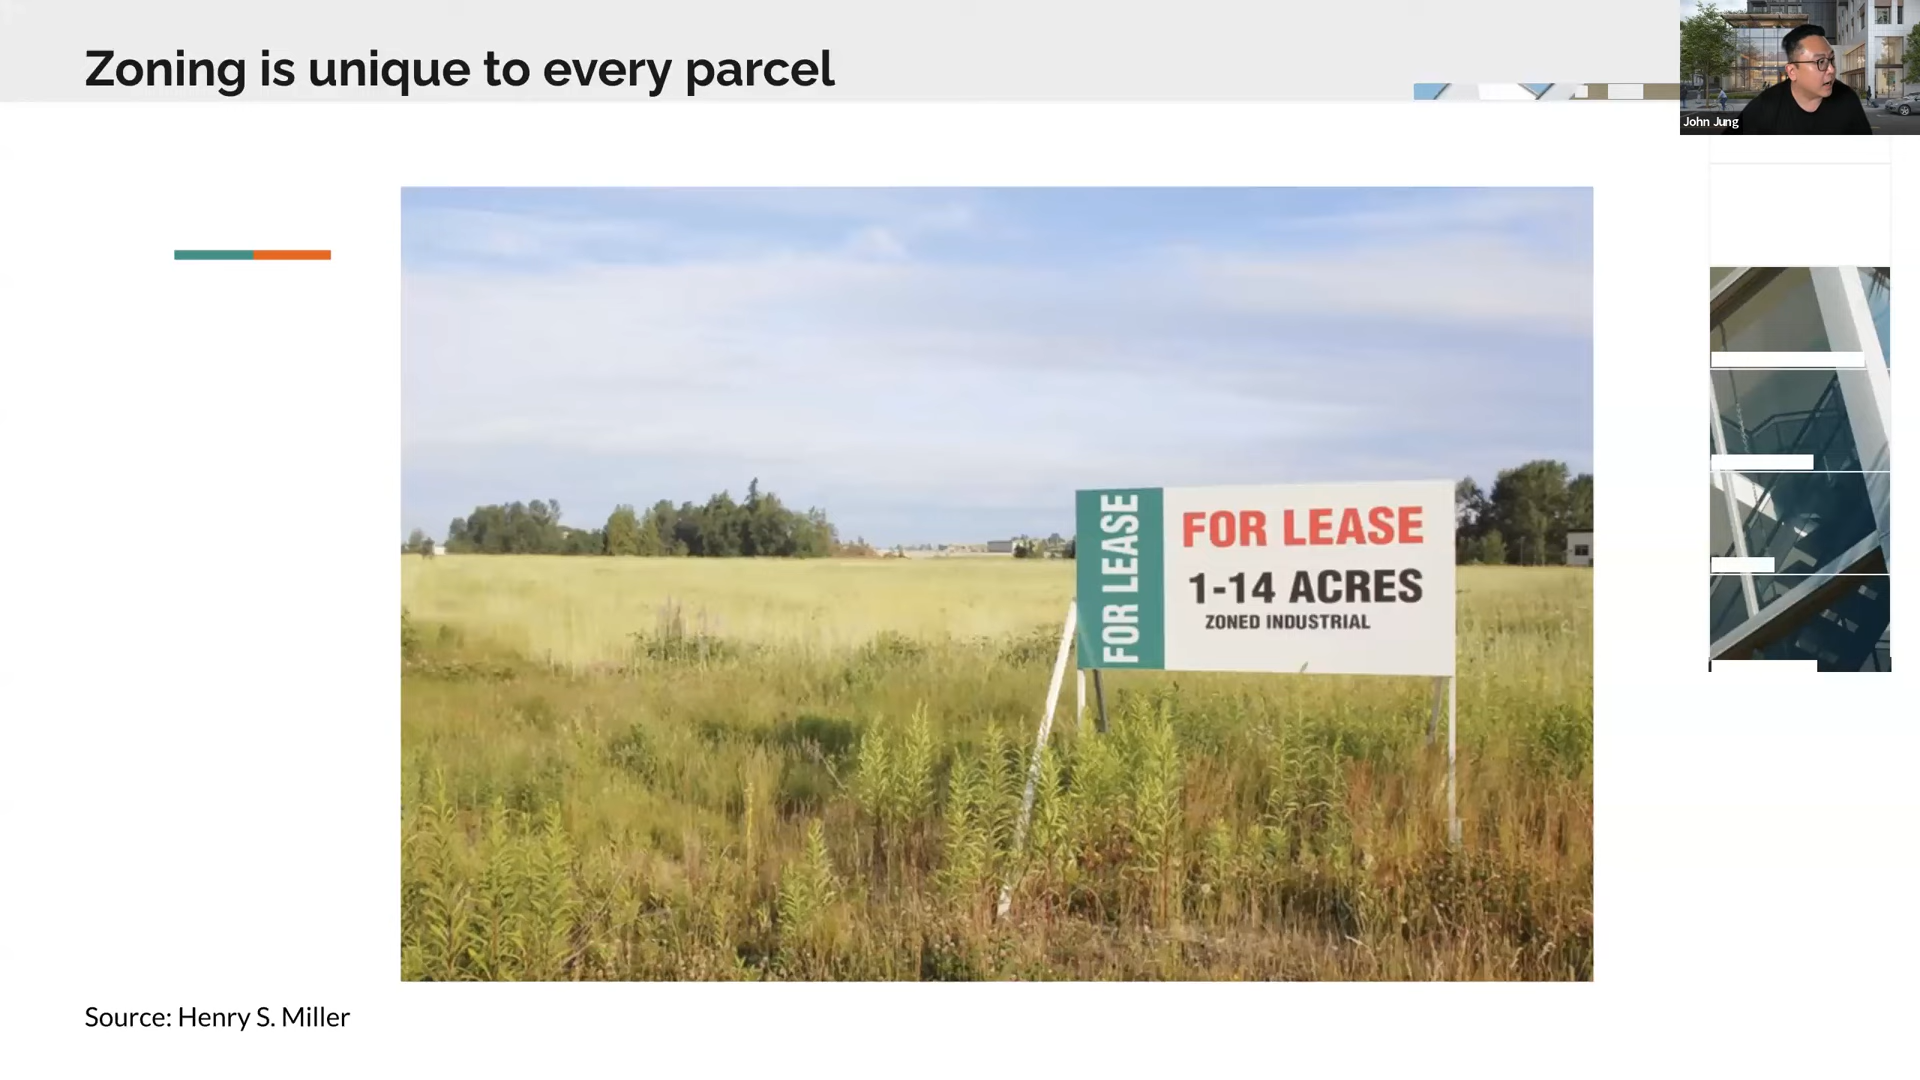 Zoning is unique to every parcel
John Jung
FOR LEASE
FOR LEASE
1-14 ACRES
ZONED INDUSTRIAL
Source: Henry S. Miller